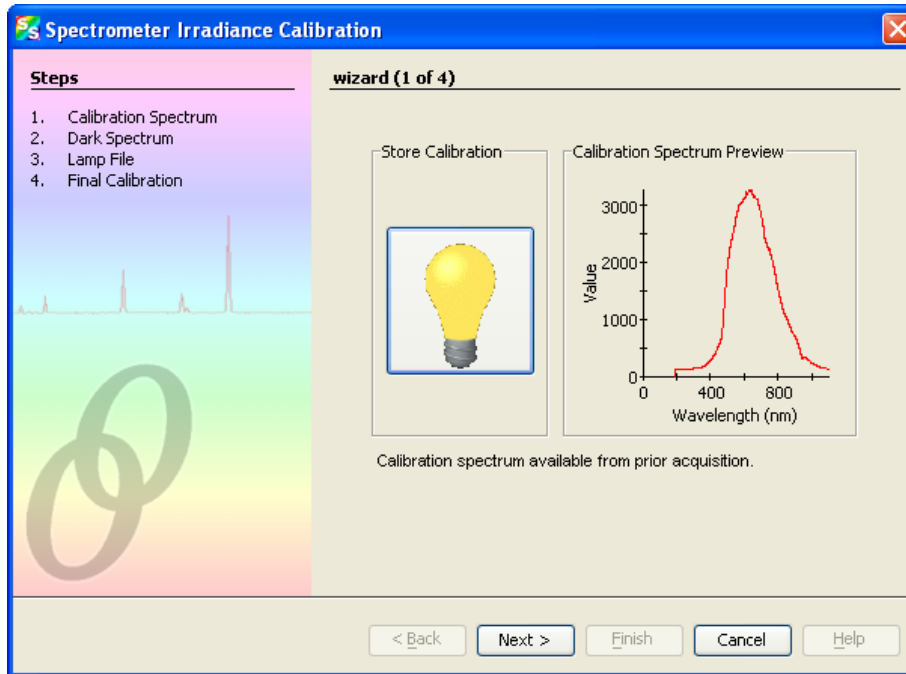 Spectrometer Irradiance Calibration
Steps
1. Calibration Spectrum
2. Dark Spectrum
3. Lamp File
4. Final Calibration
wizard (1 of 4)
Store Calibration
Calibration Spectrum Preview
3000
2000
1000
0
Value
0 400 800
Wavelength (nm)
Calibration spectrum available from prior acquisition.
< Back Next > Finish Cancel Help